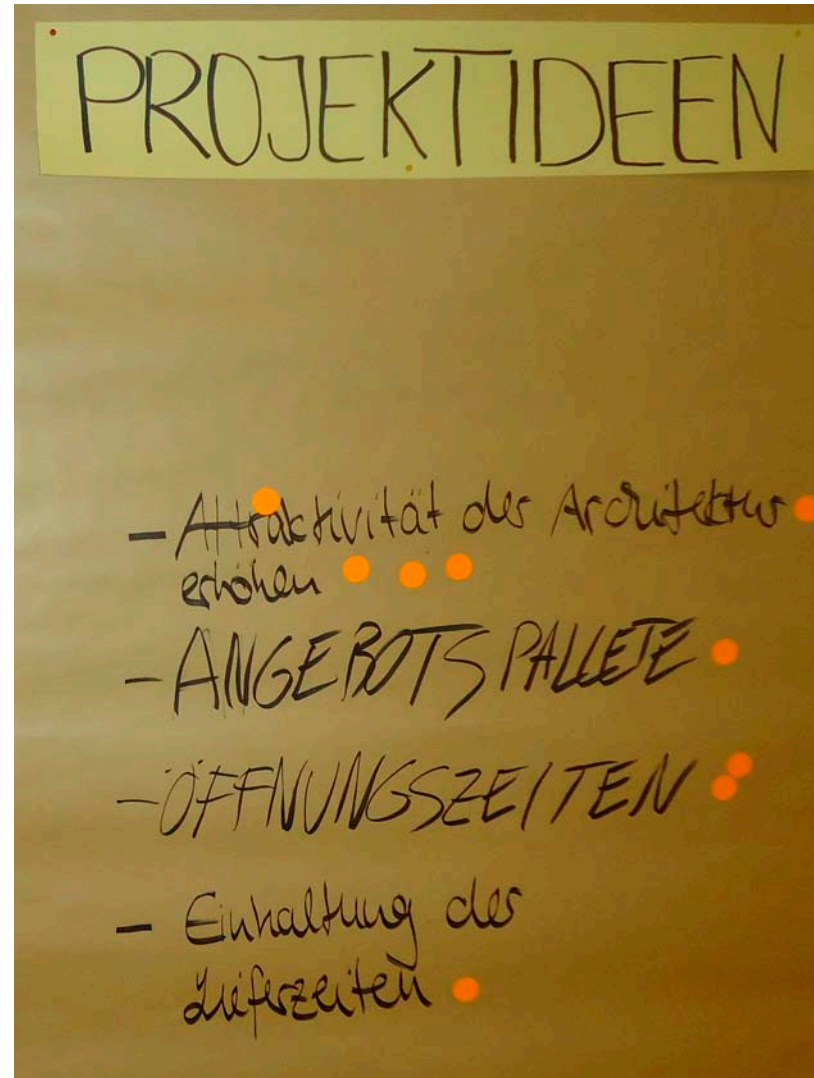 PROJEKTIDEEN
- Attraktivität der Architektur
erhöhen
- ANGEBOTSPALLETE
- ÖFFNUNGSZEITEN
- Einhaltung der
Lieferzeiten